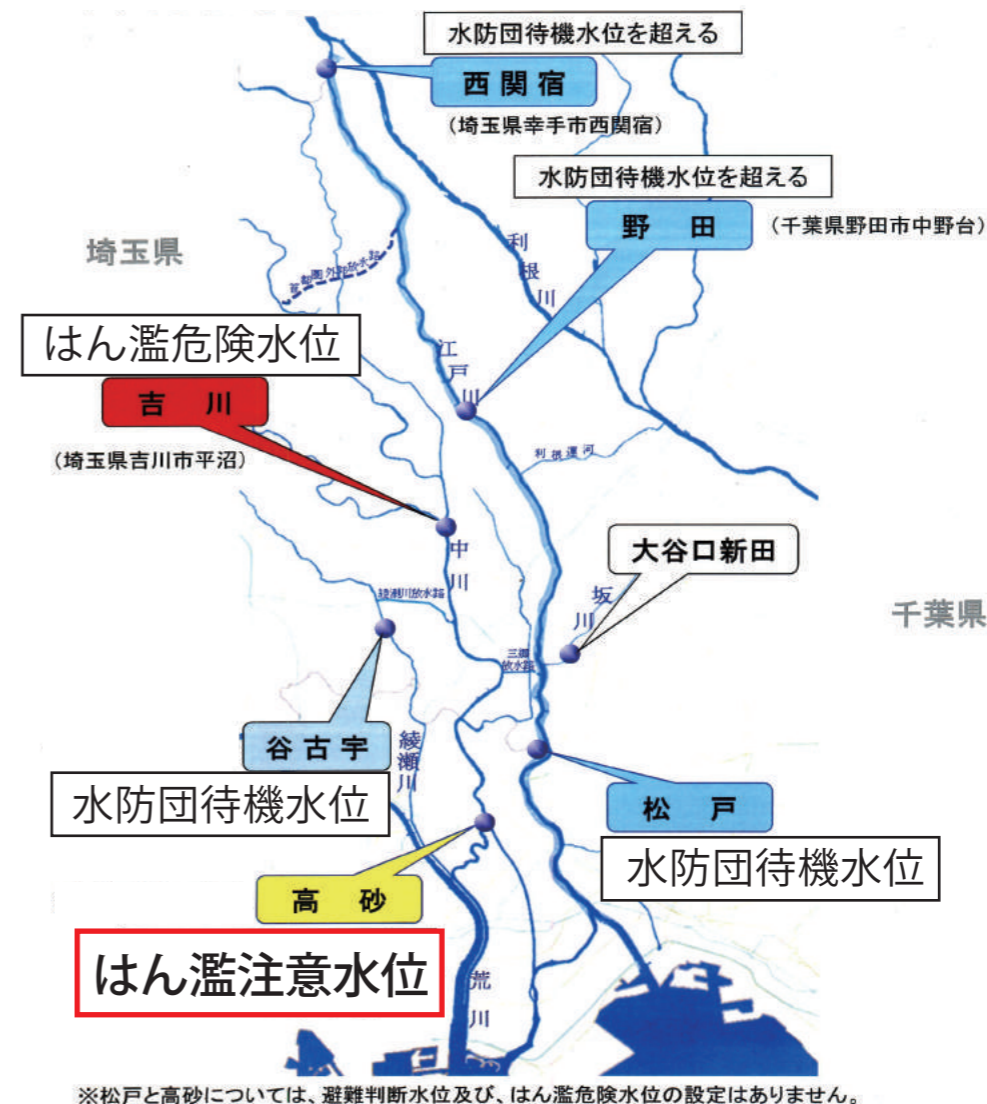 水防団待機水位を超える
西関宿
（埼玉県幸手市西関宿）
水防団待機水位を超える
野 田
（千葉県野田市中野台）
埼玉県
利根川
首都圏外郭放水路
はん濫危険水位
江戸川
吉 川
（埼玉県吉川市平沼）
利根運河
中川
大谷口新田
綾瀬川放水路
坂川
千葉県
三郷
放水路
谷古宇
綾瀬川
水防団待機水位
松 戸
水防団待機水位
高 砂
はん濫注意水位
荒川
※松戸と高砂については、避難判断水位及び、はん濫危険水位の設定はありません。